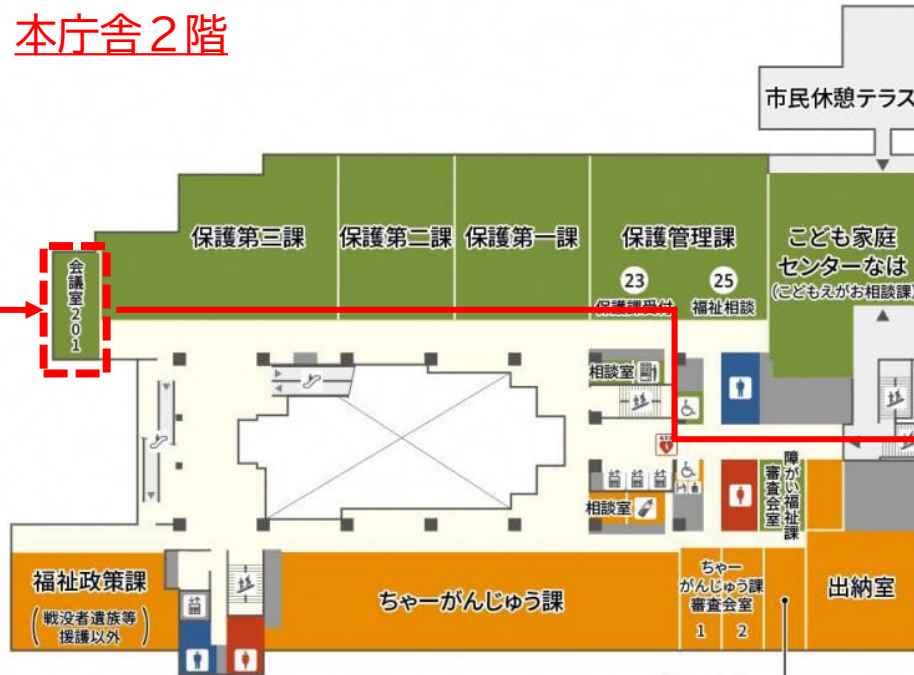 本庁舎２階
市民休憩テラス
保護第三課
保護第二課
保護第一課
保護管理課
23
保護課受付
25
福祉相談
こども家庭
センターなは
(こどもえがお相談課)
会議室201
相談室
AED
相談室
障がい福祉課
審査会室
福祉政策課
(戦没者遺族等
援護以外)
ちゃーがんじゅう課
ちゃー
がんじゅう課
審査会室
1
2
出納室